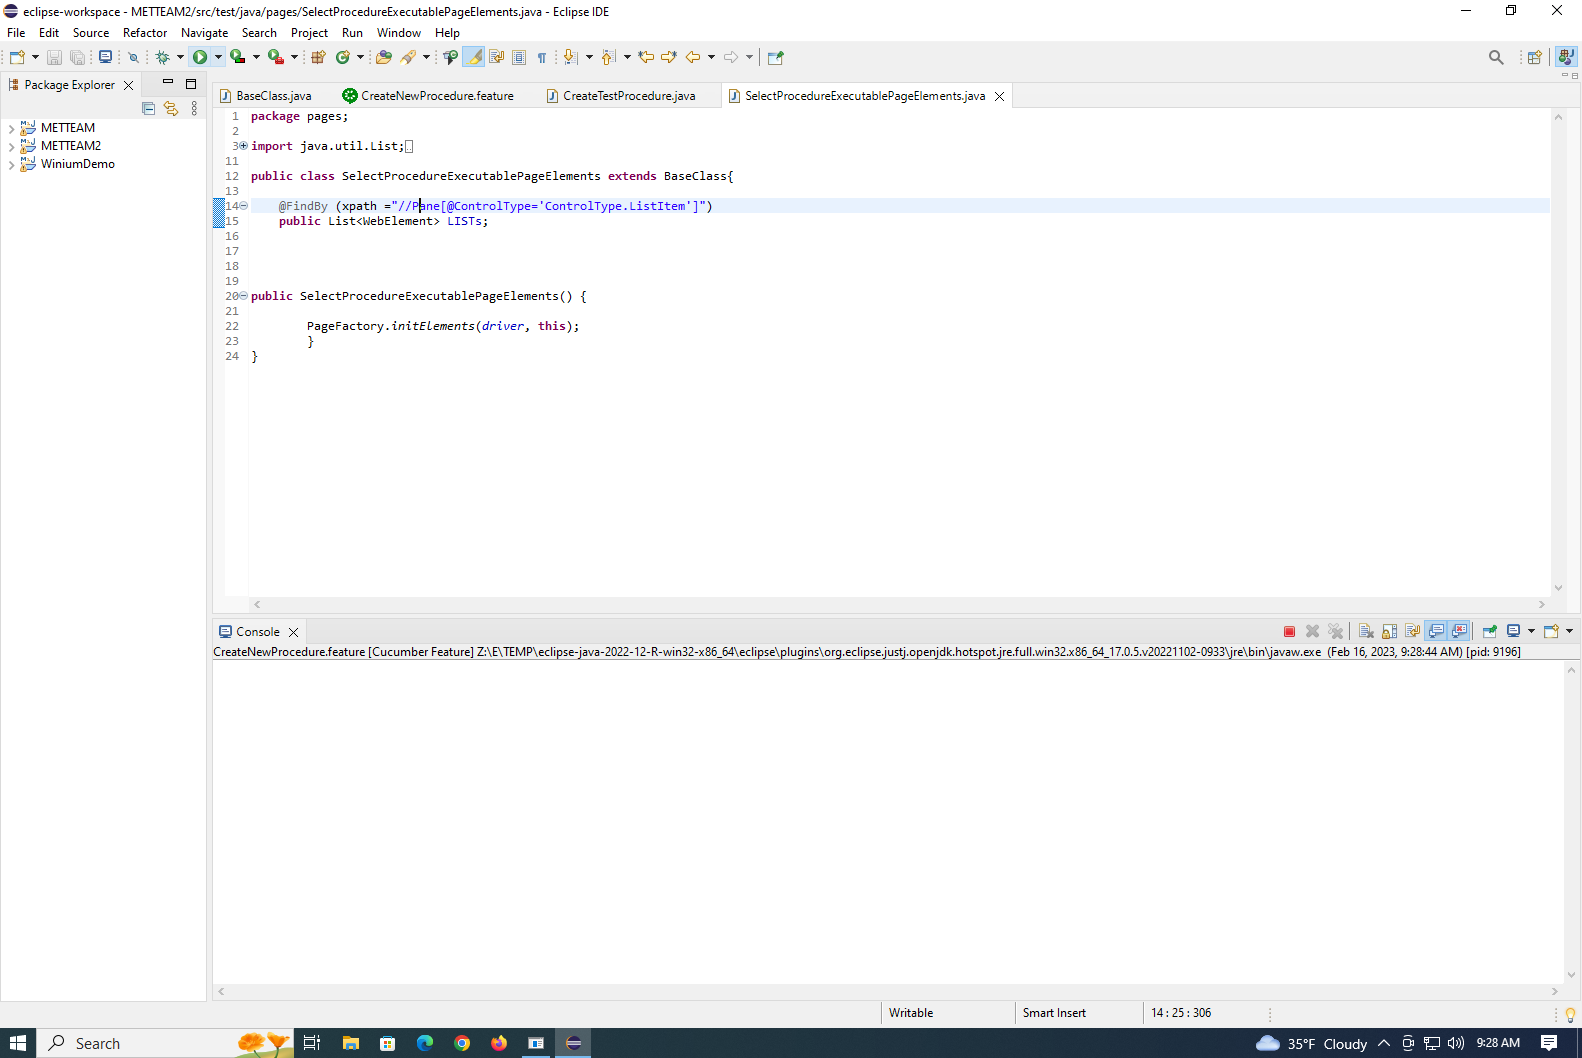 eclipse-workspace - METTEAM2/src/test/java/pages/SelectProcedureExecutablePageElements.java - Eclipse IDE
File Edit Source Refactor Navigate Search Project Run Window Help
Package Explorer
METTEAM
METTEAM2
WiniumDemo
BaseClass.java CreateNewProcedure.feature CreateTestProcedure.java SelectProcedureExecutablePageElements.java
1 package pages;
2
3 import java.util.List;
11
12 public class SelectProcedureExecutablePageElements extends BaseClass{
13
14 @FindBy (xpath ="//Pane[@ControlType='ControlType.ListItem']")
15 public List<WebElement> LISTs;
16
17
18
19
20 public SelectProcedureExecutablePageElements() {
21
22 PageFactory.initElements(driver, this);
23 }
24 }
Console
CreateNewProcedure.feature [Cucumber Feature] Z:\E\TEMP\eclipse-java-2022-12-R-win32-x86_64\eclipse\plugins\org.eclipse.justj.openjdk.hotspot.jre.full.win32.x86_64_17.0.5.v20221102-0933\jre\bin\javaw.exe (Feb 16, 2023, 9:28:44 AM) [pid: 9196]
Writable Smart Insert 14 : 25 : 306
Search 35°F Cloudy 9:28 AM